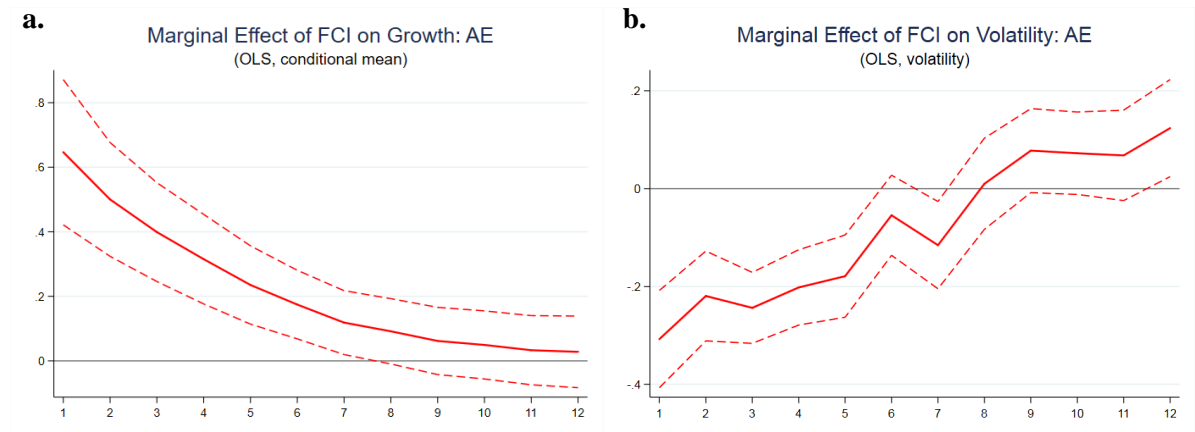 a.
Marginal Effect of FCI on Growth: AE
(OLS, conditional mean)
.8
.6
.4
.2
0
1 2 3 4 5 6 7 8 9 10 11 12
b.
Marginal Effect of FCI on Volatility: AE
(OLS, volatility)
.2
0
-.2
-.4
1 2 3 4 5 6 7 8 9 10 11 12